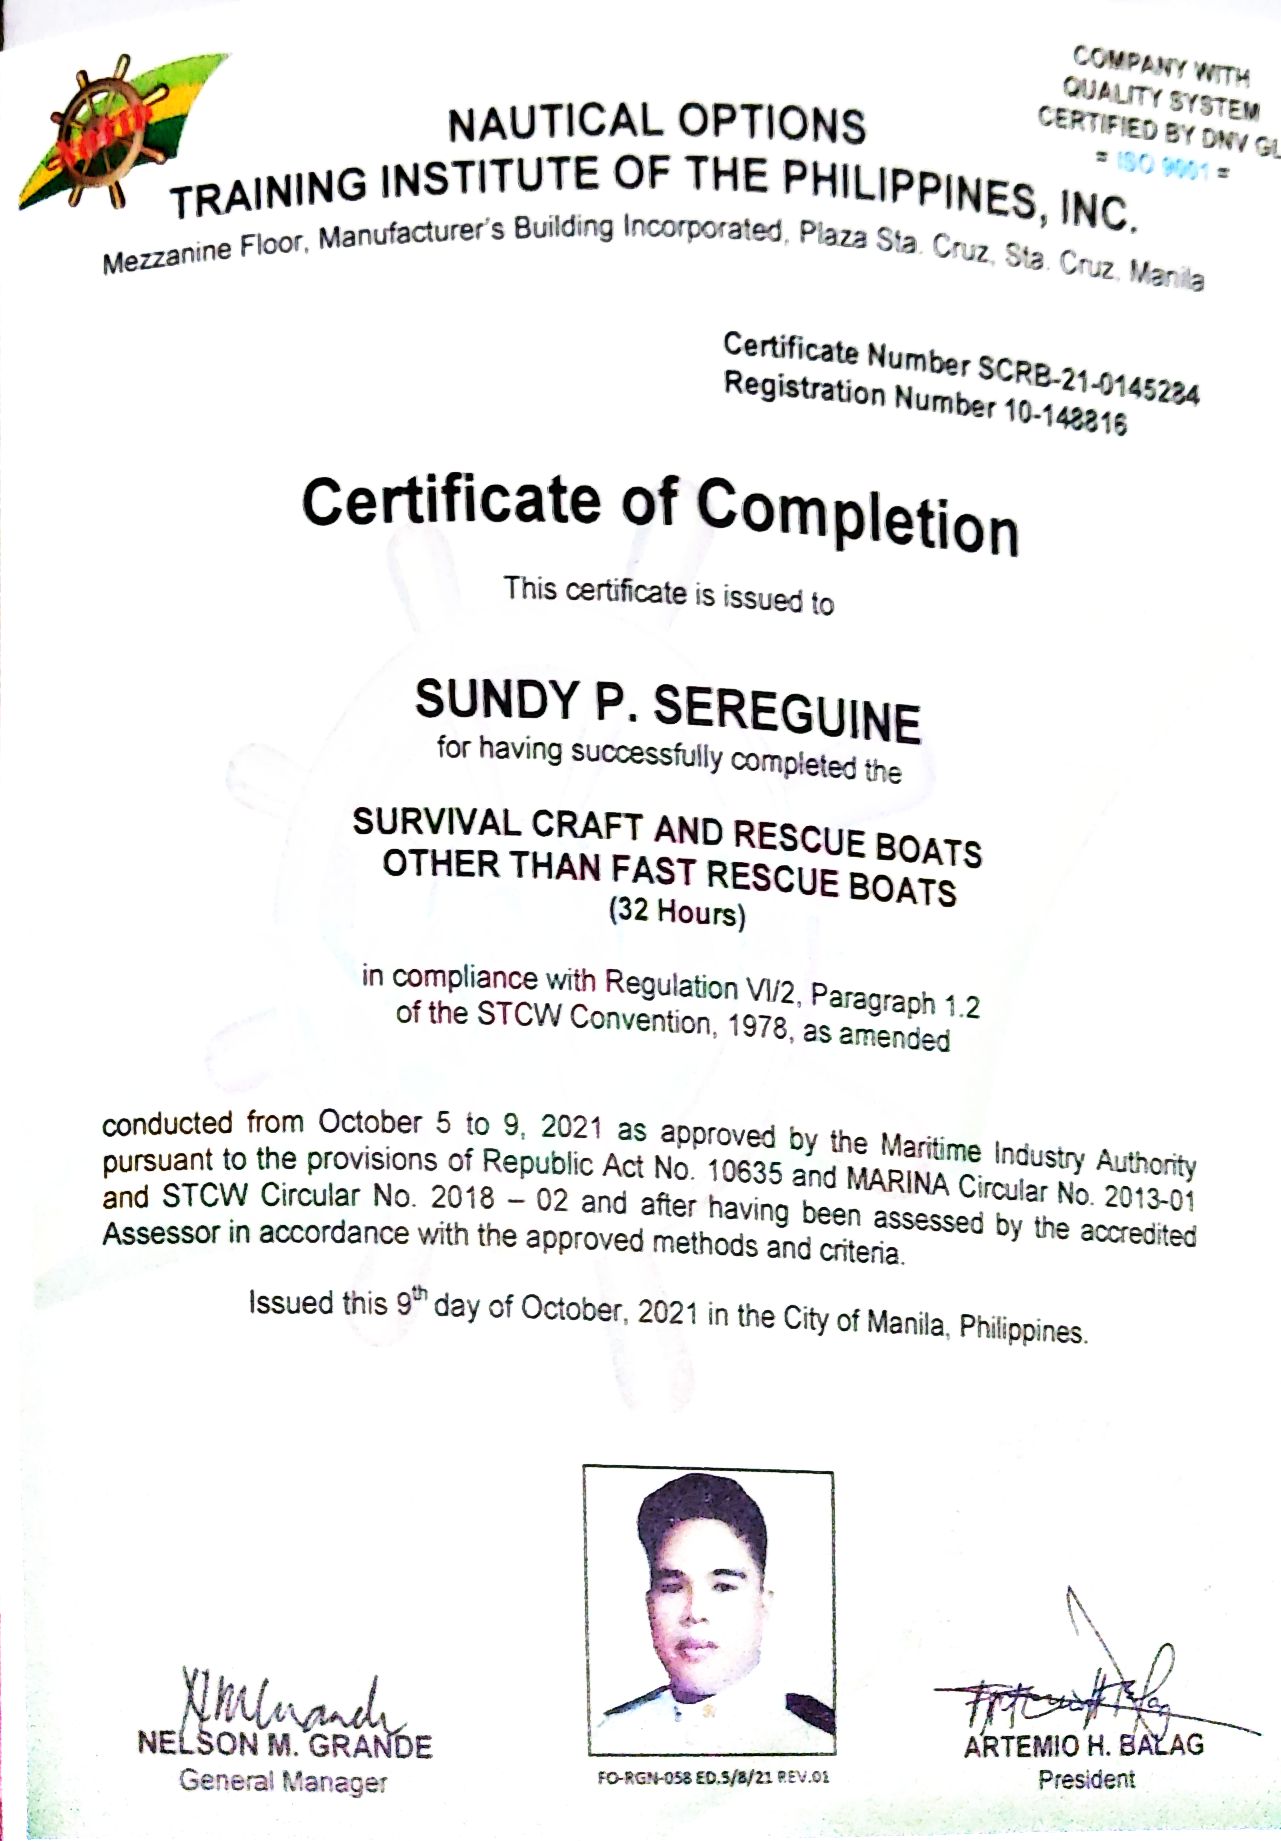 COMPANY WITH
QUALITY SYSTEM
CERTIFIED BY DNV GL
= ISO 9001 =
NAUTICAL OPTIONS
TRAINING INSTITUTE OF THE PHILIPPINES, INC.
Mezzanine Floor, Manufacturer's Building Incorporated, Plaza Sta. Cruz, Sta. Cruz, Manila
Certificate Number SCRB-21-0145284
Registration Number 10-148816
Certificate of Completion
This certificate is issued to
SUNDY P. SEREGUINE
for having successfully completed the
SURVIVAL CRAFT AND RESCUE BOATS
OTHER THAN FAST RESCUE BOATS
(32 Hours)
in compliance with Regulation VI/2, Paragraph 1.2
of the STCW Convention, 1978, as amended
conducted from October 5 to 9, 2021 as approved by the Maritime Industry Authority
pursuant to the provisions of Republic Act No. 10635 and MARINA Circular No. 2013-01
and STCW Circular No. 2018 – 02 and after having been assessed by the accredited
Assessor in accordance with the approved methods and criteria.
Issued this 9th day of October, 2021 in the City of Manila, Philippines.
NELSON M. GRANDE
General Manager
FO-RGN-058 ED.5/8/21 REV.01
ARTEMIO H. BALAG
President